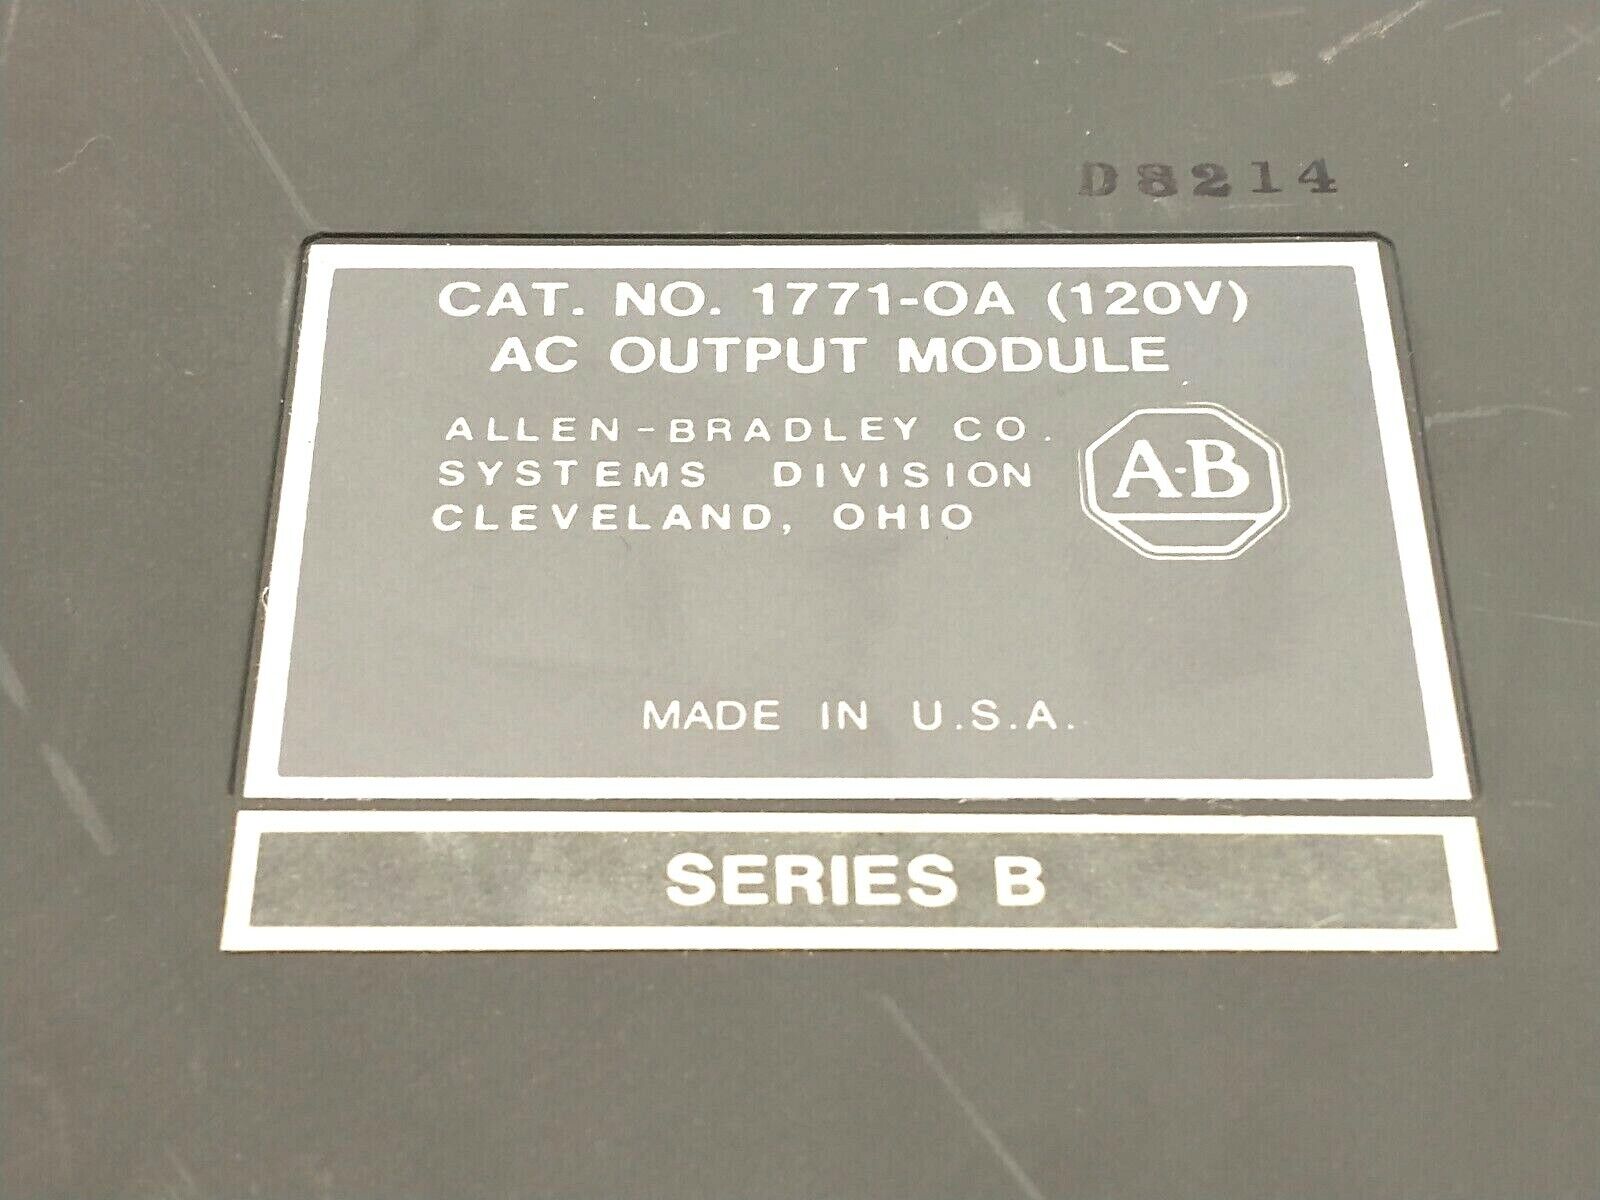 D8214
CAT. NO. 1771-OA (120V)
AC OUTPUT MODULE
ALLEN-BRADLEY CO.
SYSTEMS DIVISION
CLEVELAND, OHIO
A-B
MADE IN U.S.A.
SERIES B